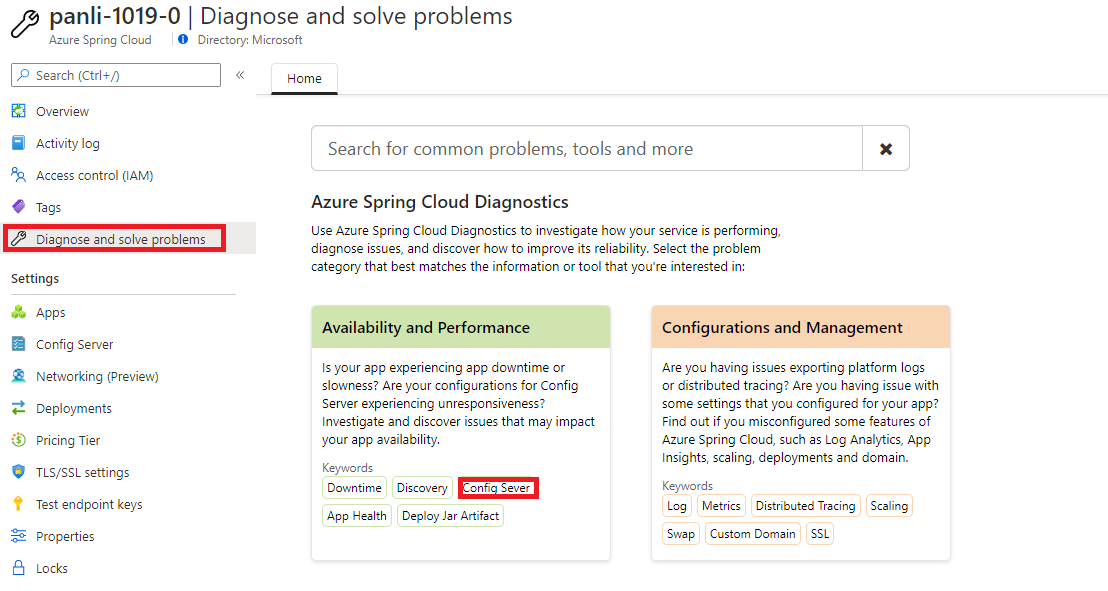 panli-1019-0 | Diagnose and solve problems
Azure Spring Cloud
Directory: Microsoft
Search (Ctrl+/)
«
Overview
Activity log
Access control (IAM)
Tags
Diagnose and solve problems
Settings
Apps
Config Server
Networking (Preview)
Deployments
Pricing Tier
TLS/SSL settings
Test endpoint keys
Properties
Locks
Home
Search for common problems, tools and more
Azure Spring Cloud Diagnostics
Use Azure Spring Cloud Diagnostics to investigate how your service is performing,
diagnose issues, and discover how to improve its reliability. Select the problem
category that best matches the information or tool that you're interested in:
Availability and Performance
Is your app experiencing app downtime or
slowness? Are your configurations for Config
Server experiencing unresponsiveness?
Investigate and discover issues that may impact
your app availability.
Keywords
Downtime Discovery Config Sever
App Health Deploy Jar Artifact
Configurations and Management
Are you having issues exporting platform logs
or distributed tracing? Are you having issue with
some settings that you configured for your app?
Find out if you misconfigured some features of
Azure Spring Cloud, such as Log Analytics, App
Insights, scaling, deployments and domain.
Keywords
Log Metrics Distributed Tracing Scaling
Swap Custom Domain SSL